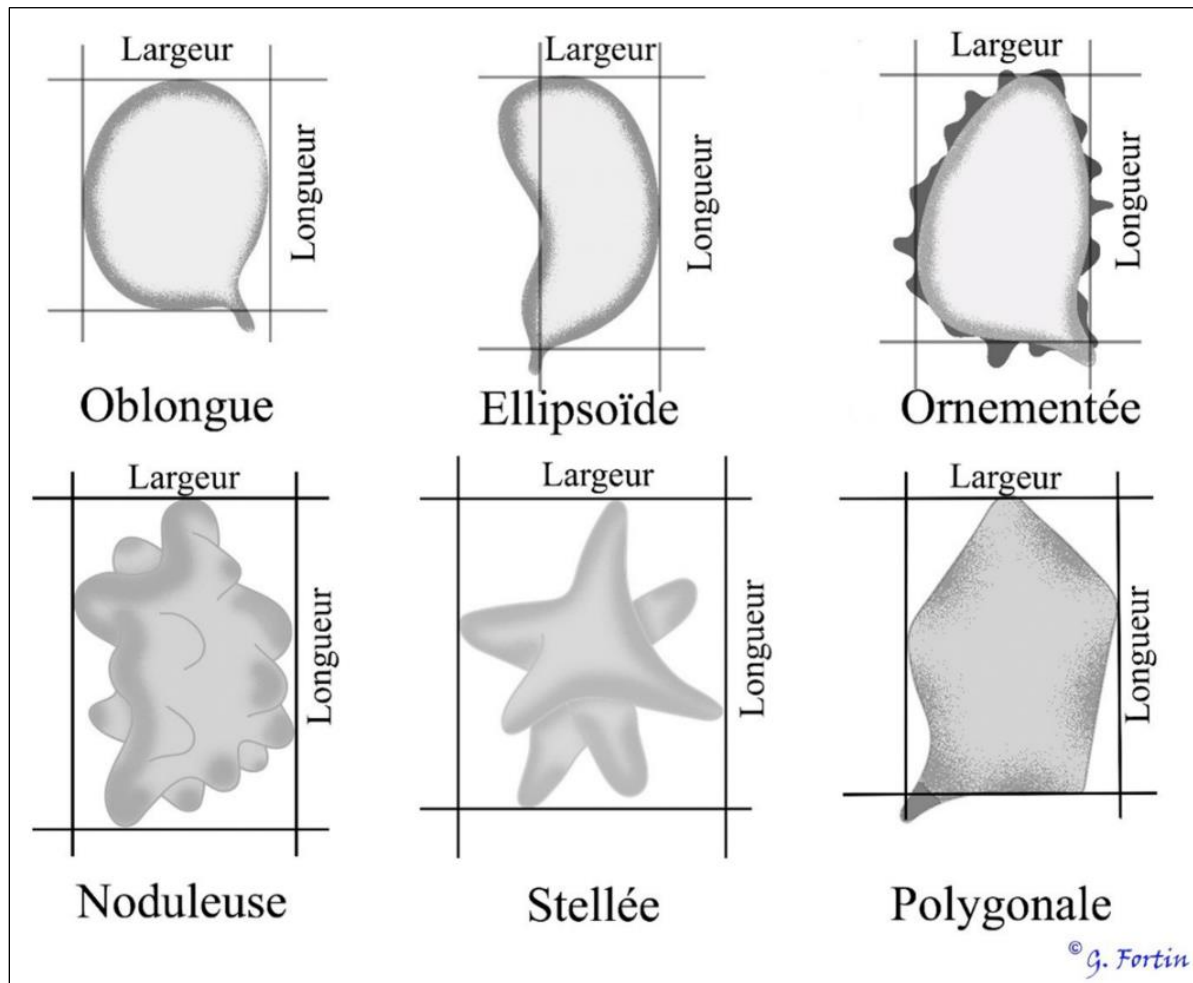 Largeur
Longueur
Oblongue
Largeur
Longueur
Ellipsoïde
Largeur
Longueur
Ornementée
Largeur
Longueur
Noduleuse
Largeur
Longueur
Stellée
Largeur
Longueur
Polygonale
© G. Fortin